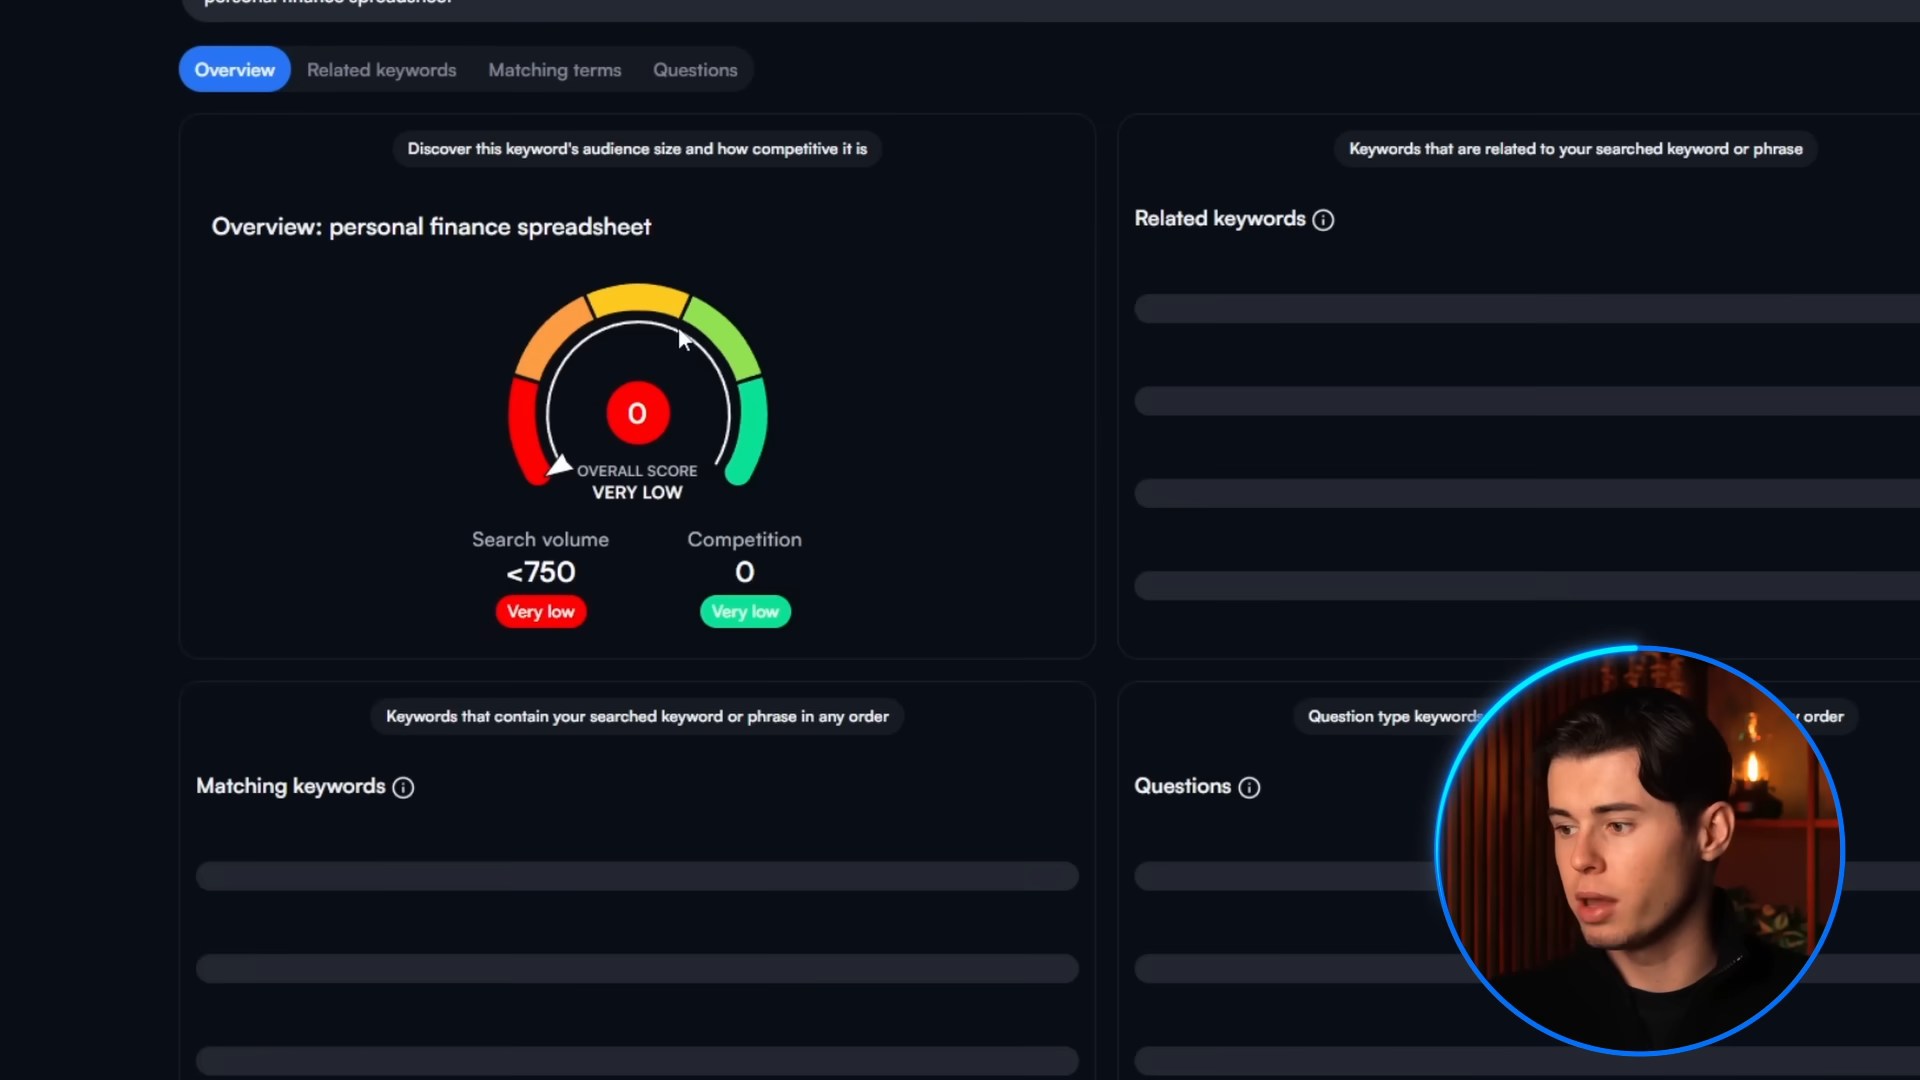 personal finance spreadsheet
Overview
Related keywords
Matching terms
Questions
Discover this keyword's audience size and how competitive it is
Overview: personal finance spreadsheet
0
OVERALL SCORE
VERY LOW
Search volume
<750
Very low
Competition
0
Very low
Keywords that are related to your searched keyword or phrase
Related keywords
Keywords that contain your searched keyword or phrase in any order
Matching keywords
Question type keywords
order
Questions